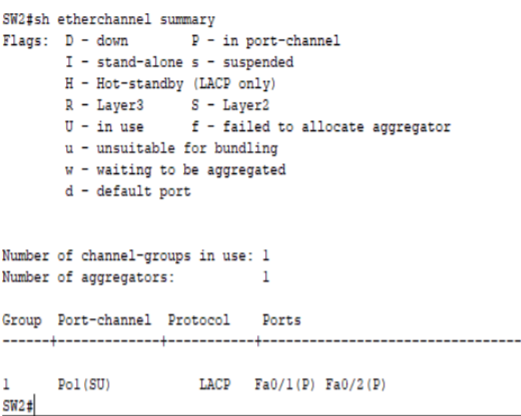 SW2#sh etherchannel summary
Flags:  D - down        P - in port-channel
        I - stand-alone s - suspended
        H - Hot-standby (LACP only)
        R - Layer3      S - Layer2
        U - in use      f - failed to allocate aggregator
        u - unsuitable for bundling
        w - waiting to be aggregated
        d - default port
Number of channel-groups in use: 1
Number of aggregators:           1
Group  Port-channel  Protocol    Ports
------+-------------+-----------+----------------------------------
1      Po1(SU)           LACP   Fa0/1(P) Fa0/2(P)
SW2#